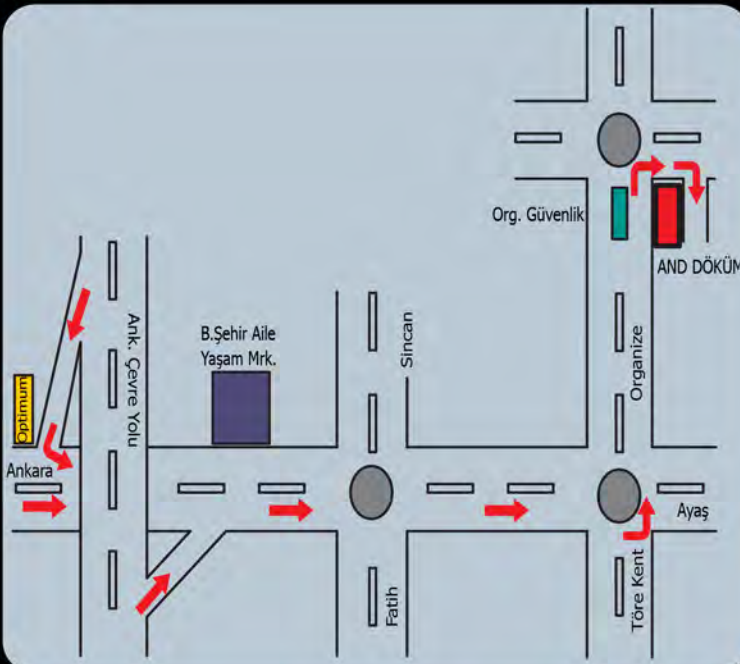 Org. Güvenlik
AND DÖKÜM
Ank. Çevre Yolu
B.Şehir Aile
Yaşam Mrk.
Sincan
Organize
Optimum
Ankara
Ayaş
Fatih
Töre Kent